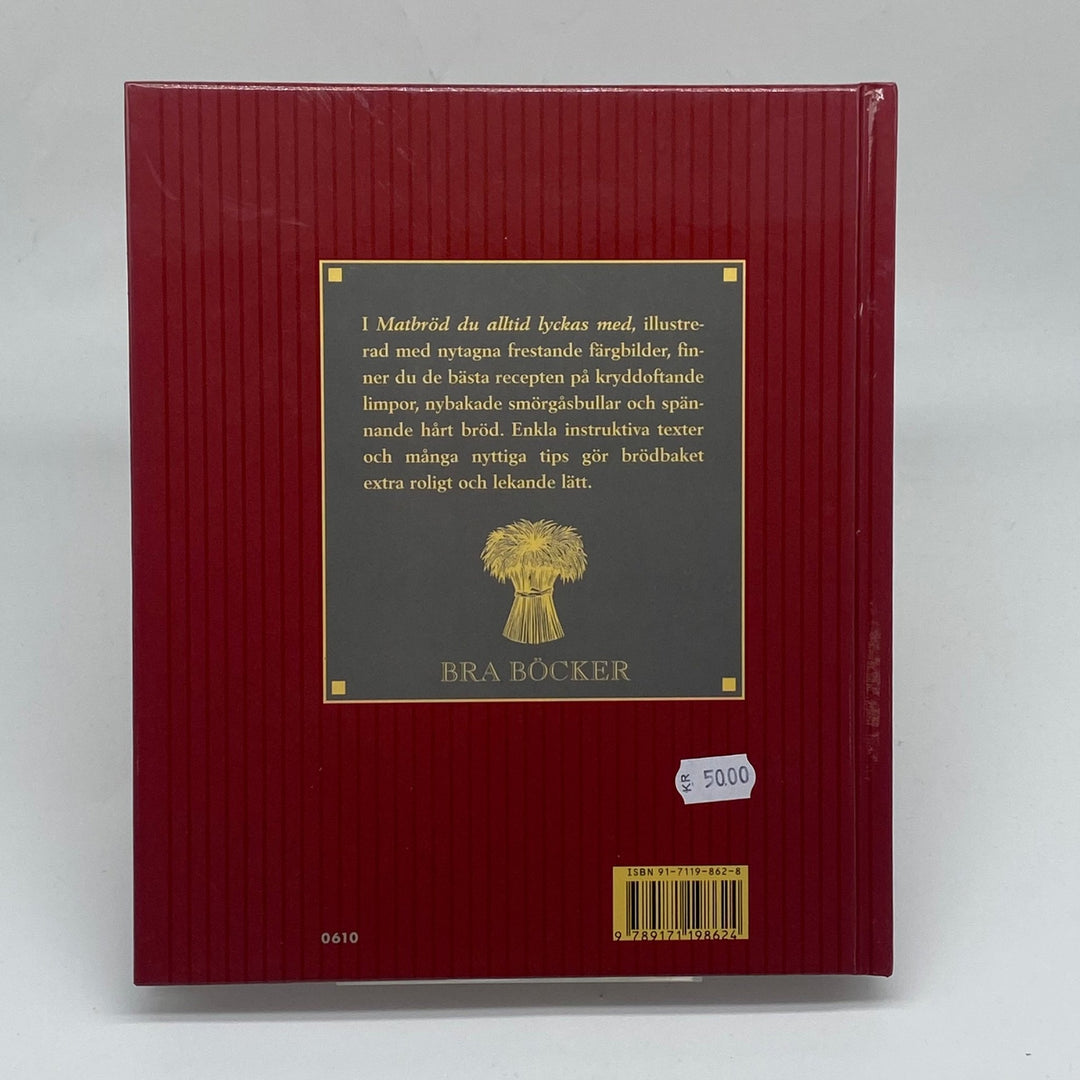 I Matbröd du alltid lyckas med, illustre-
rad med nytagna frestande färgbilder, fin-
ner du de bästa recepten på kryddoftande
limpor, nybakade smörgåsbullar och spän-
nande hårt bröd. Enkla instruktiva texter
och många nyttiga tips gör brödbaket
extra roligt och lekande lätt.
BRA BÖCKER
KR 50.00
ISBN 91-7119-862-8
9 789171 198624
0610